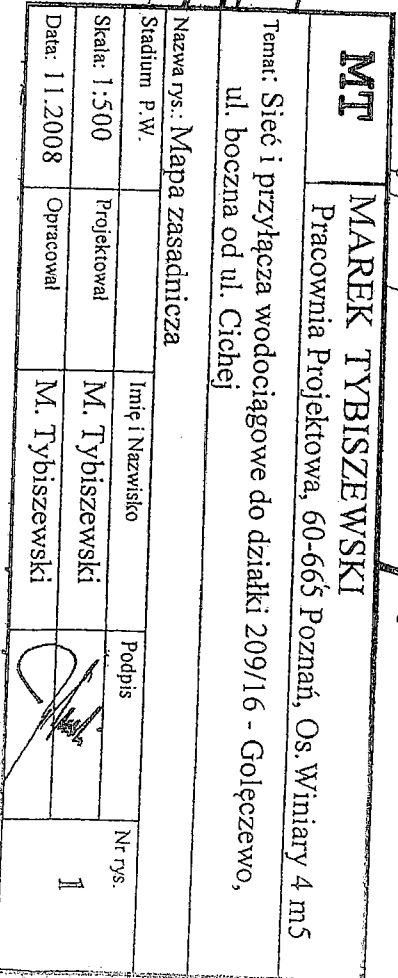 MT
MAREK TYBISZEWSKI
Pracownia Projektowa, 60-665 Poznań, Os. Winiary 4 m5
Temat: Sieć i przyłącza wodociągowe do działki 209/16 - Golęczewo,
ul. boczna od ul. Cichej
Nazwa rys.: Mapa zasadnicza
Stadium P.W. Imię i Nazwisko Podpis Nr rys.
Skala: 1:500 Projektował M. Tybiszewski 1
Data: 11.2008 Opracował M. Tybiszewski